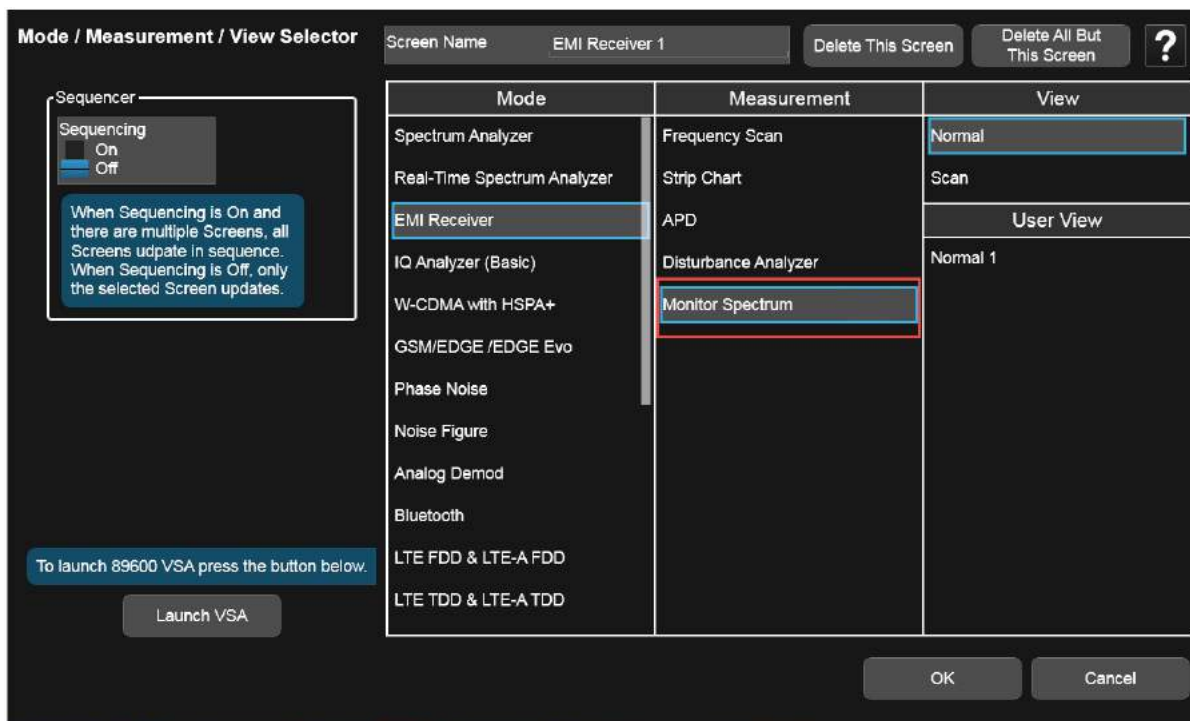 Mode / Measurement / View Selector
Screen Name
EMI Receiver 1
Delete This Screen
Delete All But
This Screen
?
Sequencer
Sequencing
On
Off
When Sequencing is On and
there are multiple Screens, all
Screens udpate in sequence.
When Sequencing is Off, only
the selected Screen updates.
To launch 89600 VSA press the button below.
Launch VSA
Mode
Spectrum Analyzer
Real-Time Spectrum Analyzer
EMI Receiver
IQ Analyzer (Basic)
W-CDMA with HSPA+
GSM/EDGE /EDGE Evo
Phase Noise
Noise Figure
Analog Demod
Bluetooth
LTE FDD & LTE-A FDD
LTE TDD & LTE-A TDD
Measurement
Frequency Scan
Strip Chart
APD
Disturbance Analyzer
Monitor Spectrum
View
Normal
Scan
User View
Normal 1
OK
Cancel